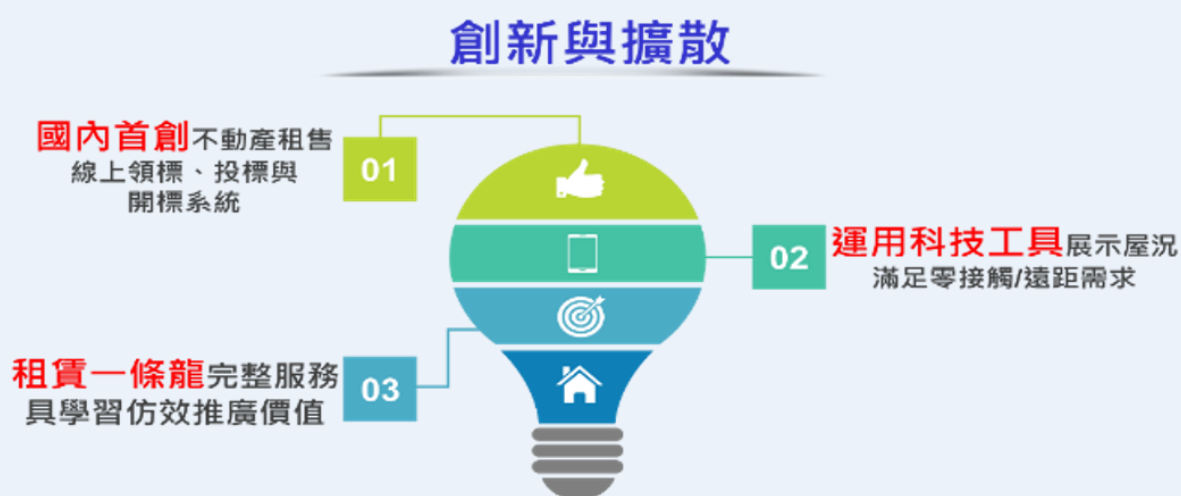 創新與擴散
國內首創不動產租售
線上領標、投標與
開標系統
01
02
運用科技工具展示屋況
滿足零接觸/遠距需求
租賃一條龍完整服務
具學習仿效推廣價值
03